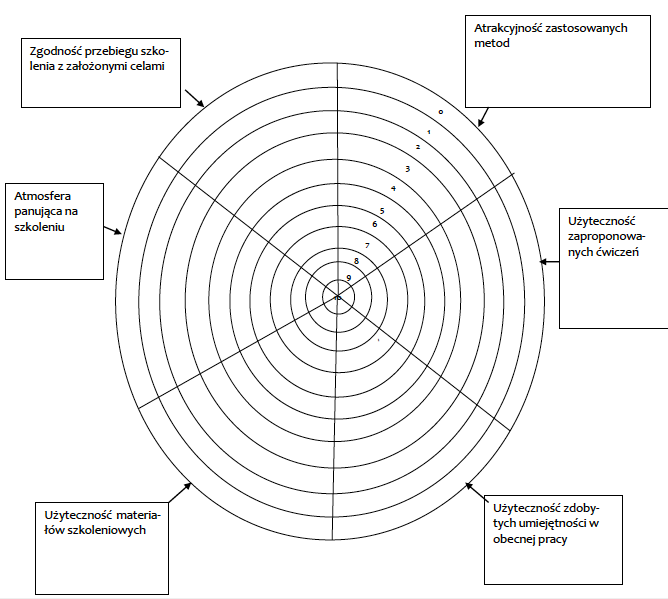 Zgodność przebiegu szko-
lenia z założonymi celami
Atrakcyjność zastosowanych
metod
Atmosfera
panująca na
szkoleniu
Użyteczność
zaproponowa-
nych ćwiczeń
0
1
2
3
4
5
6
7
8
9
10
Użyteczność materia-
łów szkoleniowych
Użyteczność zdoby-
tych umiejętności w
obecnej pracy